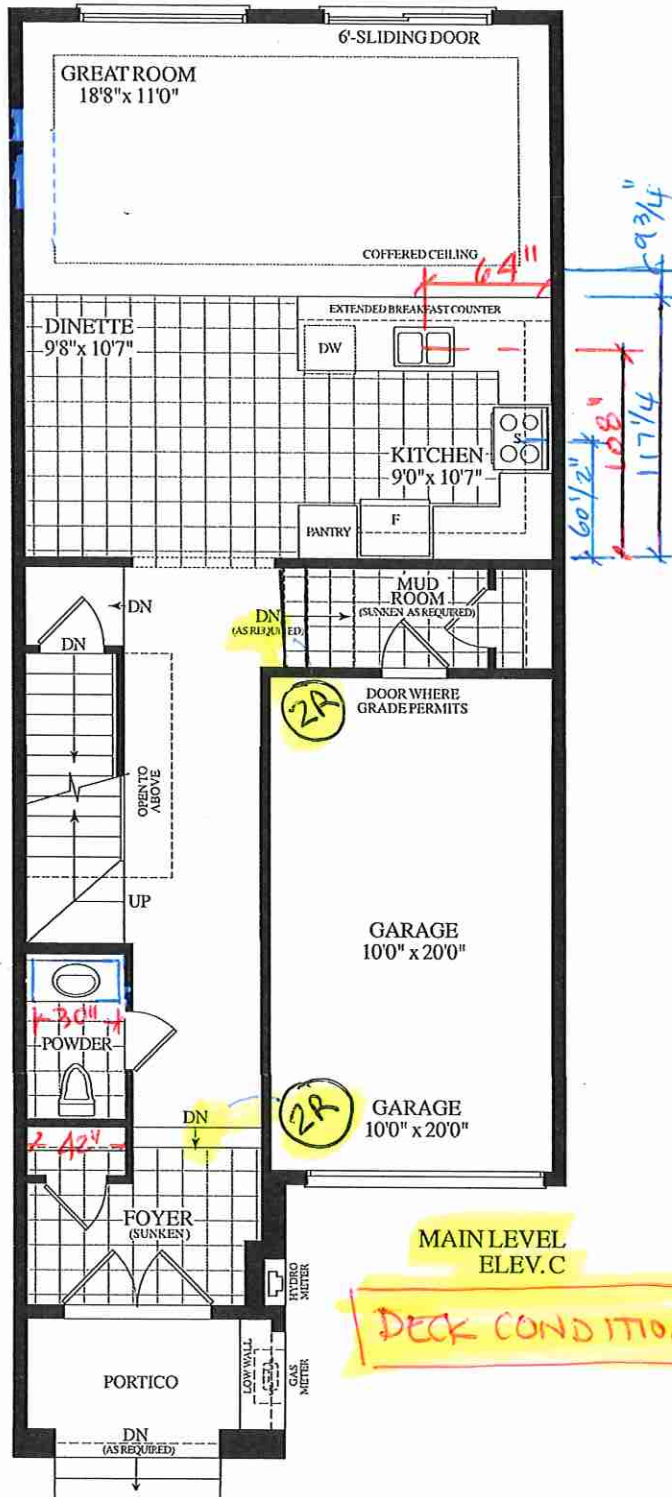 6'-SLIDING DOOR
GREAT ROOM
18'8" x 11'0"
COFFERED CEILING
64"
9 3/4"
EXTENDED BREAKFAST COUNTER
DINETTE
9'8" x 10'7"
DW
108"
117 1/4
60 1/2"
S
KITCHEN
9'0" x 10'7"
PANTRY
F
DN
DN
DN
(AS REQUIRED)
MUD
ROOM
(SUNKEN AS REQUIRED)
2R
DOOR WHERE
GRADE PERMITS
OPEN TO
ABOVE
UP
GARAGE
10'0" x 20'0"
30"
POWDER
DN
2R
GARAGE
10'0" x 20'0"
42"
FOYER
(SUNKEN)
MAIN LEVEL
ELEV. C
HYDRO
METER
DECK CONDITION
PORTICO
LOW WALL
GAS
METER
DN
(AS REQUIRED)